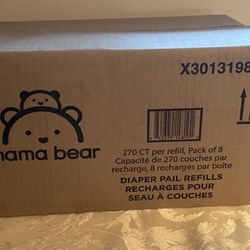 X3013198
mama bear
270 CT per refill, Pack of 8
Capacité de 270 couches par
recharge, 8 recharges par boîte
DIAPER PAIL REFILLS
RECHARGES POUR
SEAU À COUCHES